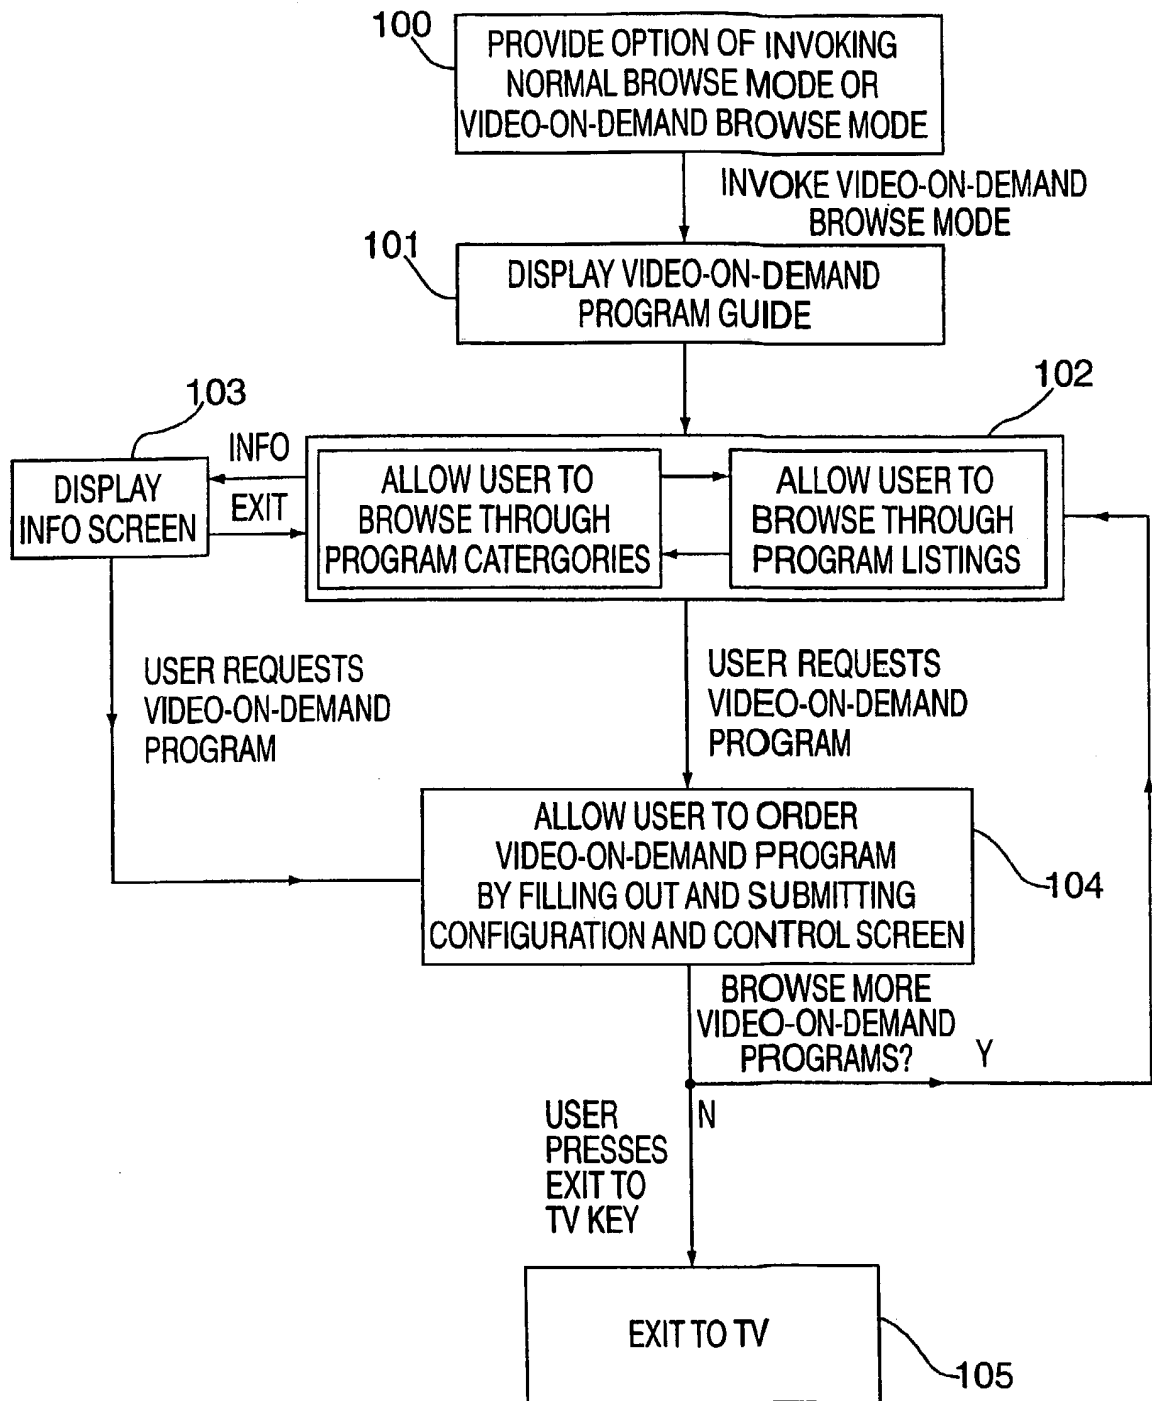 100
PROVIDE OPTION OF INVOKING
NORMAL BROWSE MODE OR
VIDEO-ON-DEMAND BROWSE MODE
INVOKE VIDEO-ON-DEMAND
BROWSE MODE
101
DISPLAY VIDEO-ON-DEMAND
PROGRAM GUIDE
102
103
INFO
DISPLAY
INFO SCREEN
EXIT
ALLOW USER TO
BROWSE THROUGH
PROGRAM CATERGORIES
ALLOW USER TO
BROWSE THROUGH
PROGRAM LISTINGS
USER REQUESTS
VIDEO-ON-DEMAND
PROGRAM
USER REQUESTS
VIDEO-ON-DEMAND
PROGRAM
ALLOW USER TO ORDER
VIDEO-ON-DEMAND PROGRAM
BY FILLING OUT AND SUBMITTING
CONFIGURATION AND CONTROL SCREEN
104
BROWSE MORE
VIDEO-ON-DEMAND
PROGRAMS?
Y
N
USER
PRESSES
EXIT TO
TV KEY
EXIT TO TV
105